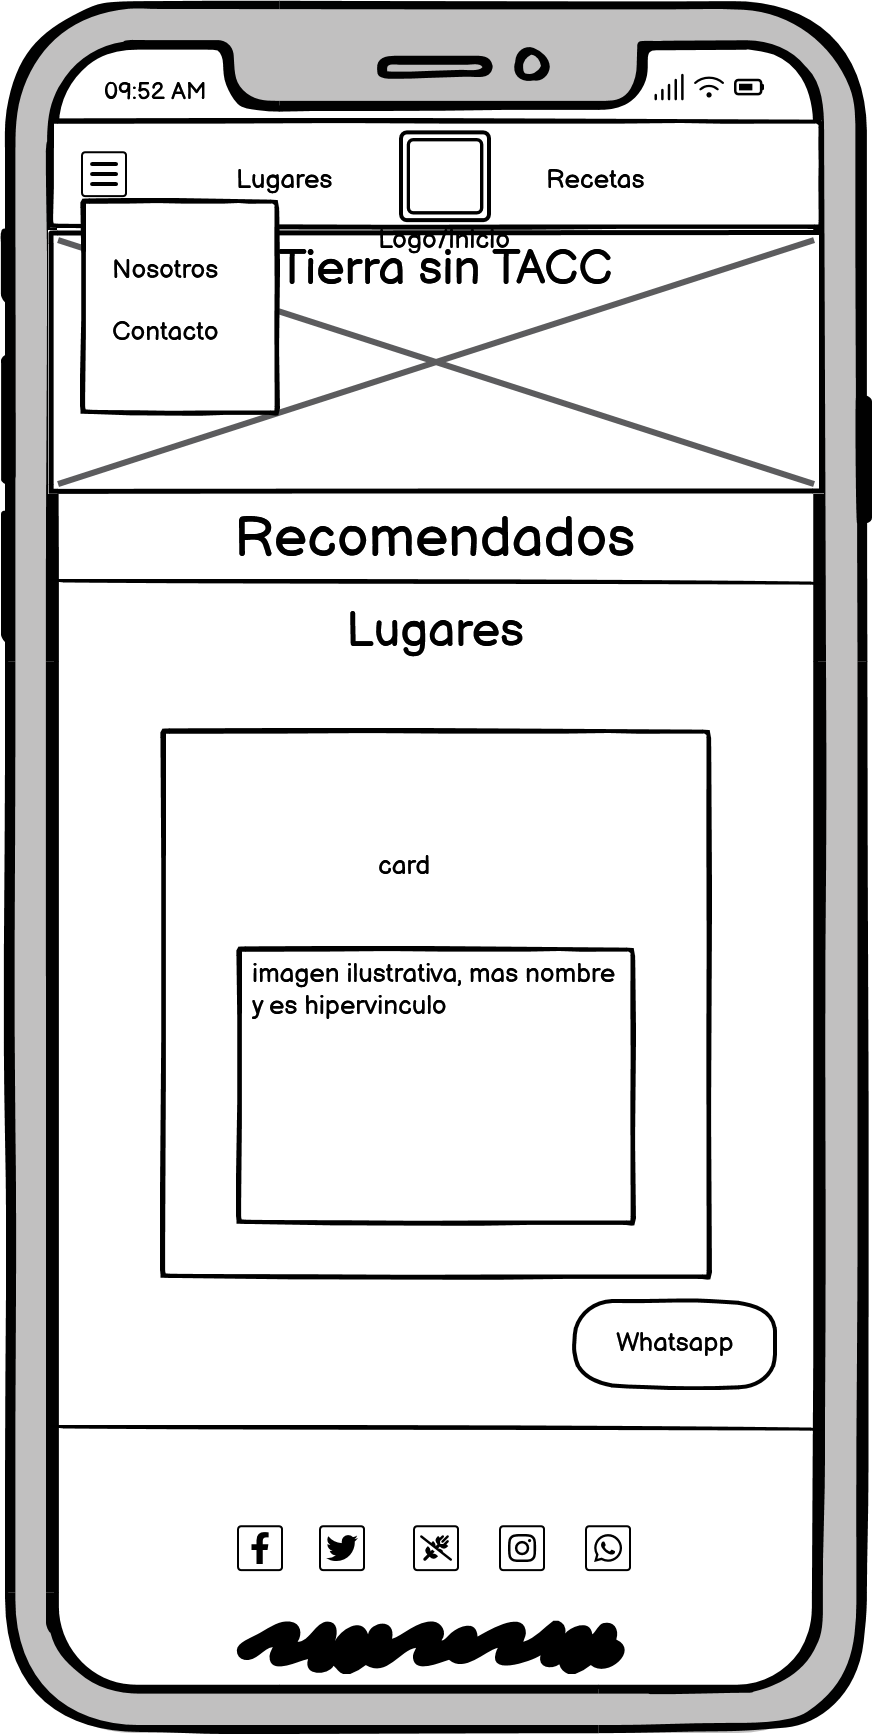 09:52 AM
Lugares
Recetas
Logo/Inicio
Tierra sin TACC
Nosotros
Contacto
Recomendados
Lugares
card
imagen ilustrativa, mas nombre
y es hipervinculo
Whatsapp